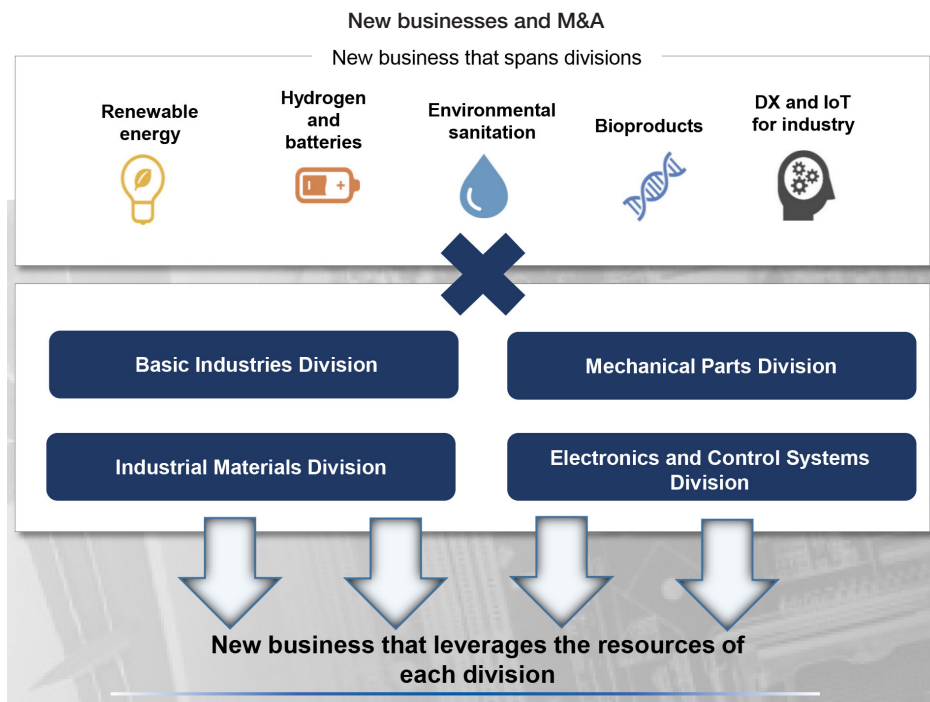 New businesses and M&A
New business that spans divisions
Renewable
energy
Hydrogen
and
batteries
Environmental
sanitation
Bioproducts
DX and IoT
for industry
Basic Industries Division
Mechanical Parts Division
Industrial Materials Division
Electronics and Control Systems
Division
New business that leverages the resources of
each division